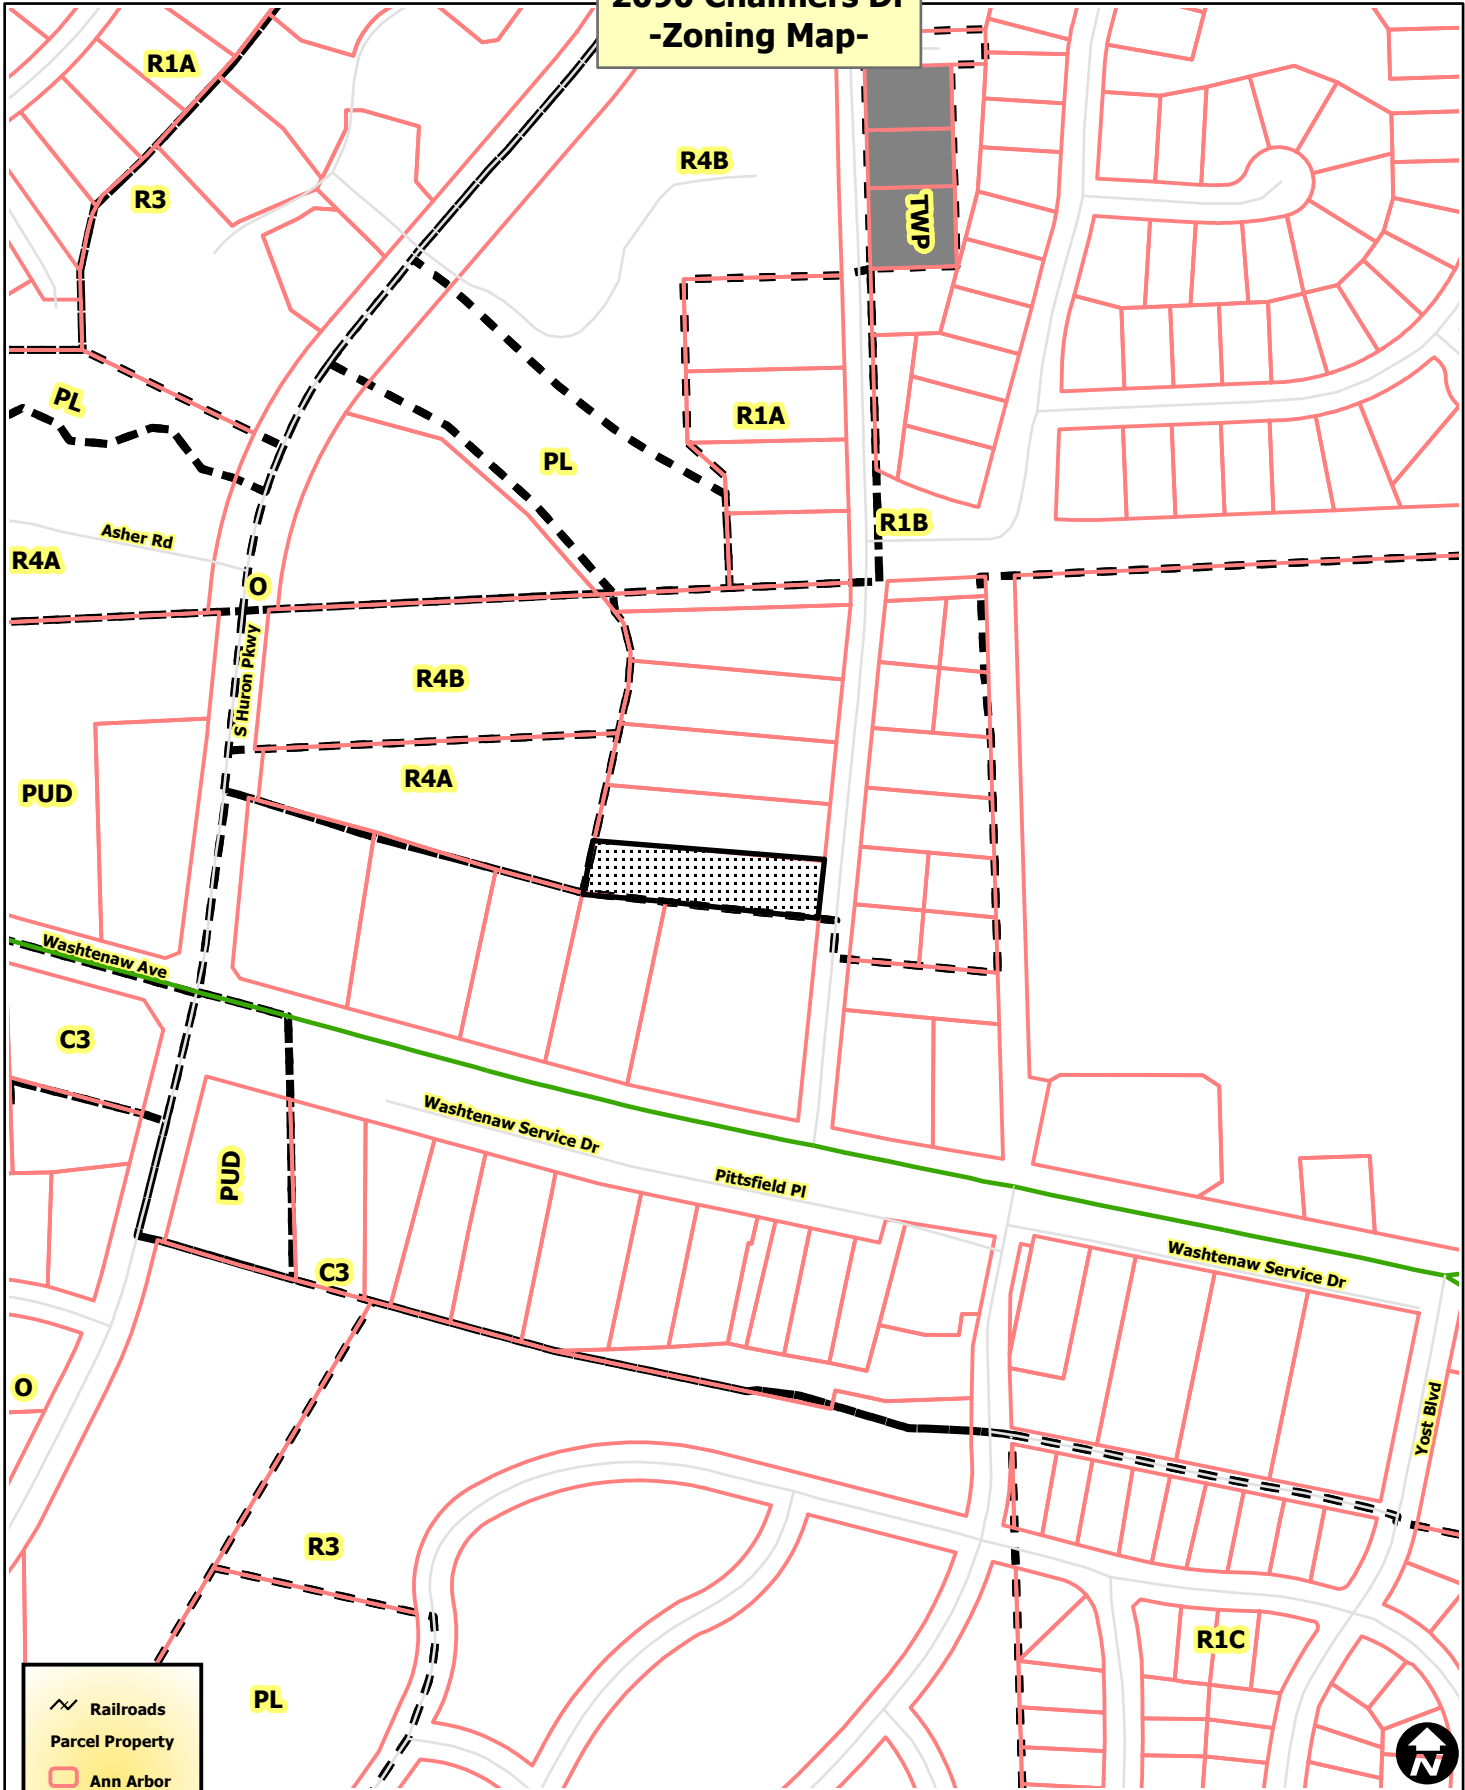 -Zoning Map-
R1A
R3
R4B
TWP
PL
R1A
PL
R1B
Asher Rd
R4A
O
S Huron Pkwy
R4B
R4A
PUD
Washtenaw Ave
C3
Washtenaw Service Dr
Pittsfield Pl
PUD
C3
Washtenaw Service Dr
O
Yost Blvd
R3
R1C
PL
Railroads
Parcel Property
Ann Arbor
N